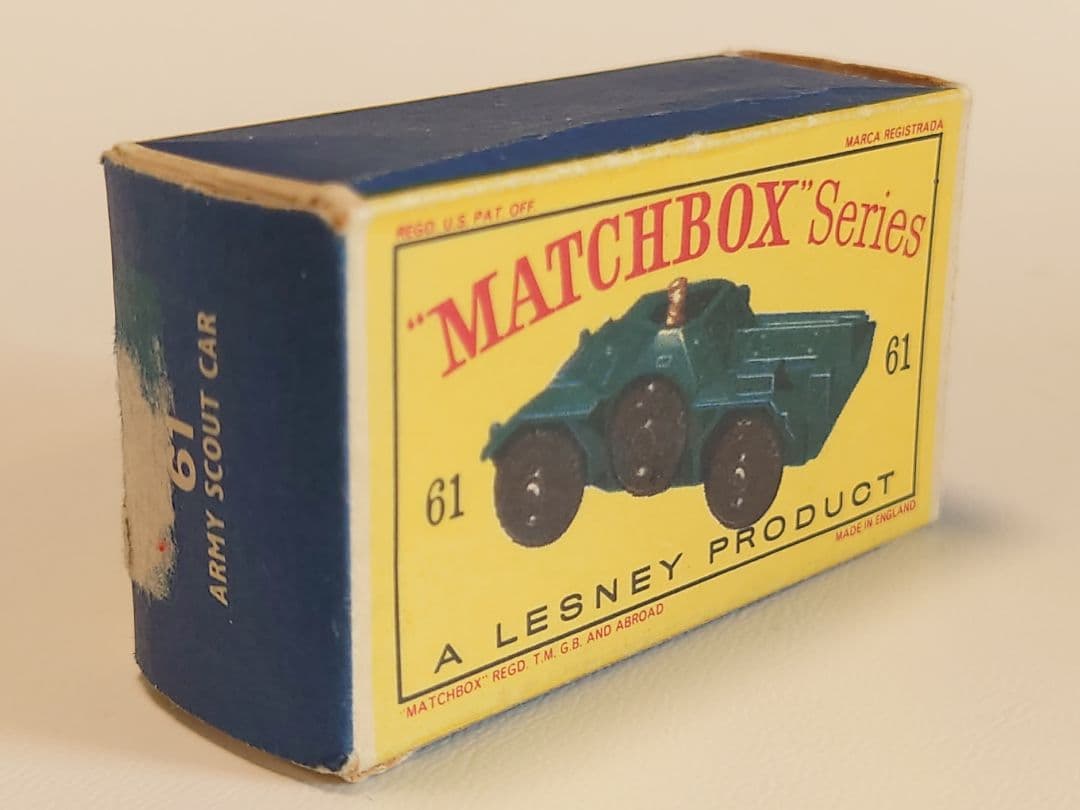 61
ARMY SCOUT CAR
REGD. U.S. PAT. OFF.
MARCA REGISTRADA
"MATCHBOX" Series
61
61
A LESNEY PRODUCT
"MATCHBOX" REGD. T.M. G.B. AND ABROAD
MADE IN ENGLAND